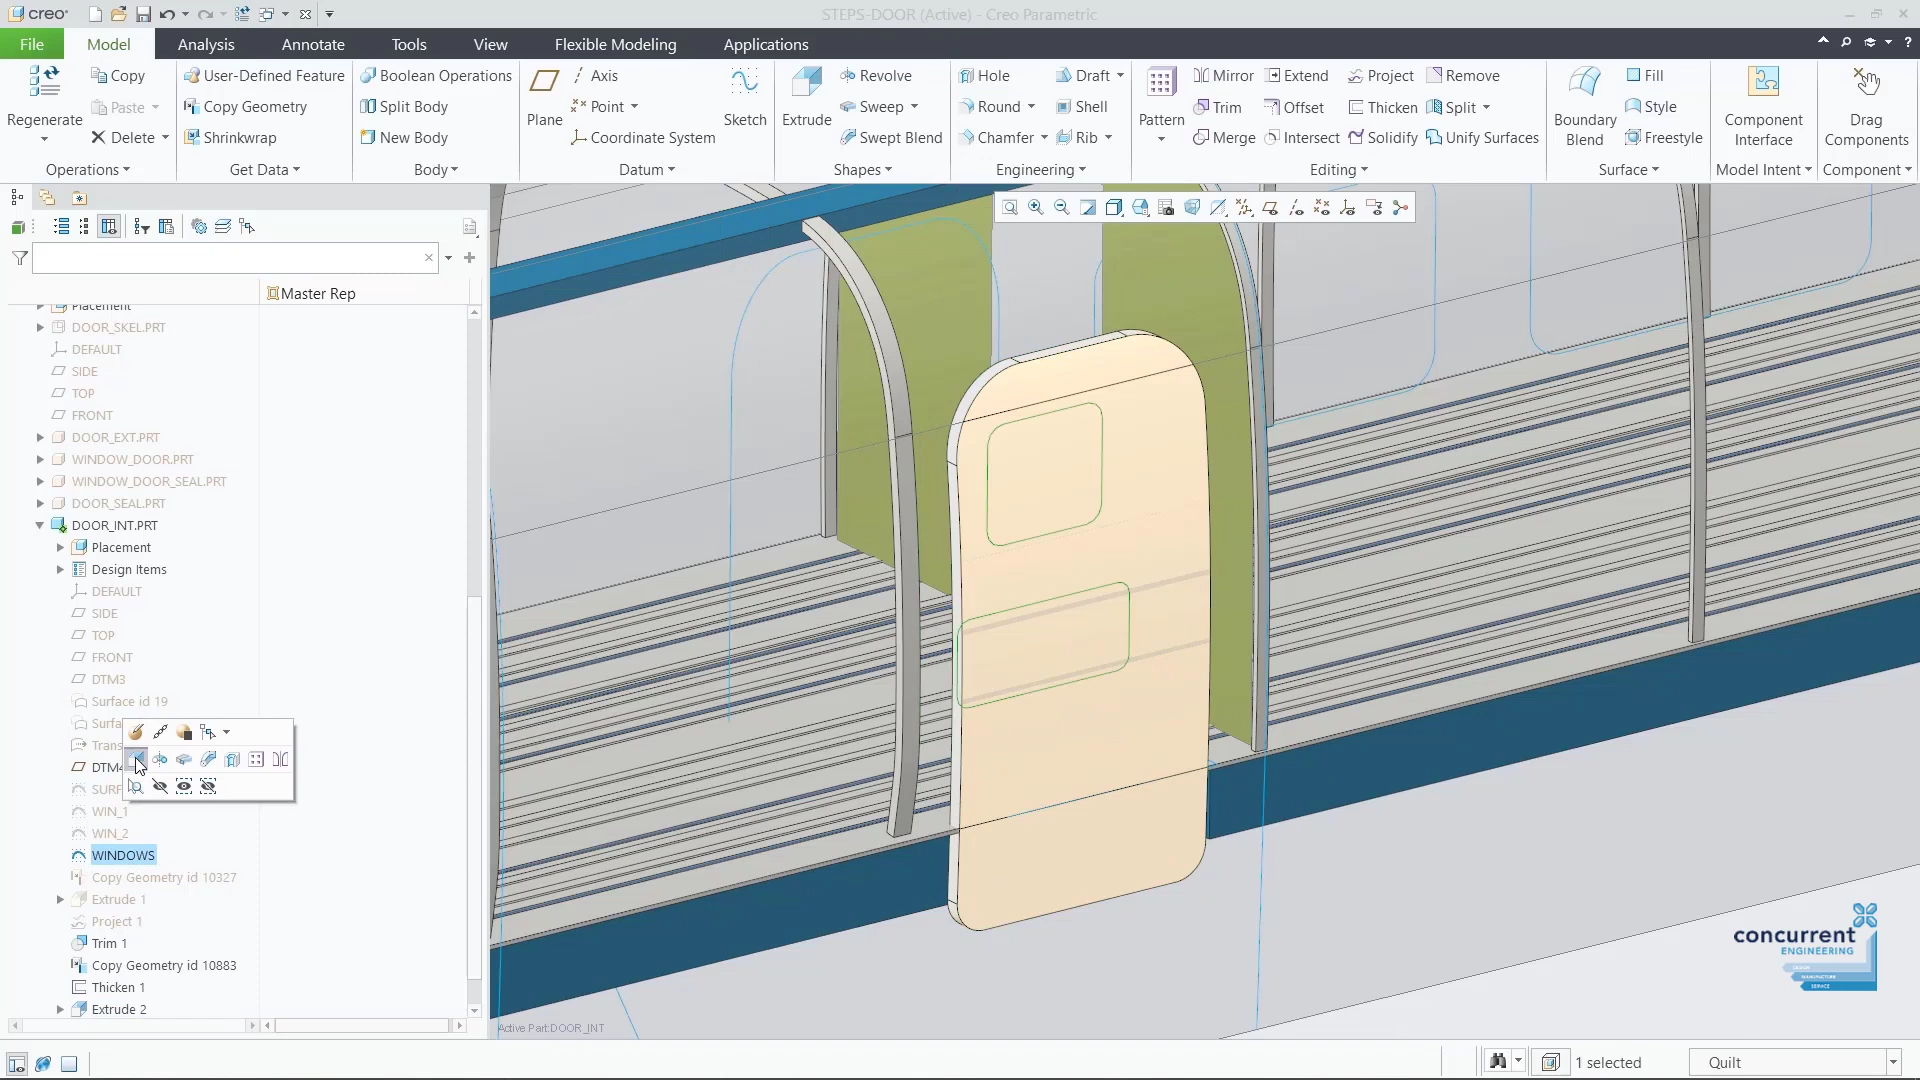 creo
STEPS-DOOR (Active) - Creo Parametric
File
Model
Analysis
Annotate
Tools
View
Flexible Modeling
Applications
Regenerate
Copy
Paste
Delete
Operations
User-Defined Feature
Copy Geometry
Shrinkwrap
Get Data
Boolean Operations
Split Body
New Body
Body
Plane
Axis
Point
Coordinate System
Sketch
Datum
Extrude
Revolve
Sweep
Swept Blend
Shapes
Hole
Round
Chamfer
Draft
Shell
Rib
Engineering
Pattern
Mirror
Trim
Merge
Extend
Offset
Intersect
Project
Thicken
Solidify
Remove
Split
Unify Surfaces
Editing
Boundary
Blend
Fill
Style
Freestyle
Surface
Component
Interface
Model Intent
Drag
Components
Component
Master Rep
Placement
DOOR_SKEL.PRT
DEFAULT
SIDE
TOP
FRONT
DOOR_EXT.PRT
WINDOW_DOOR.PRT
WINDOW_DOOR_SEAL.PRT
DOOR_SEAL.PRT
DOOR_INT.PRT
Placement
Design Items
DEFAULT
SIDE
TOP
FRONT
DTM3
Surface id 19
Surfa
Trans
DTM4
SURF
WIN_1
WIN_2
WINDOWS
Copy Geometry id 10327
Extrude 1
Project 1
Trim 1
Copy Geometry id 10883
Thicken 1
Extrude 2
Active Part:DOOR_INT
concurrent
ENGINEERING
DESIGN
MANUFACTURE
SERVICE
1 selected
Quilt